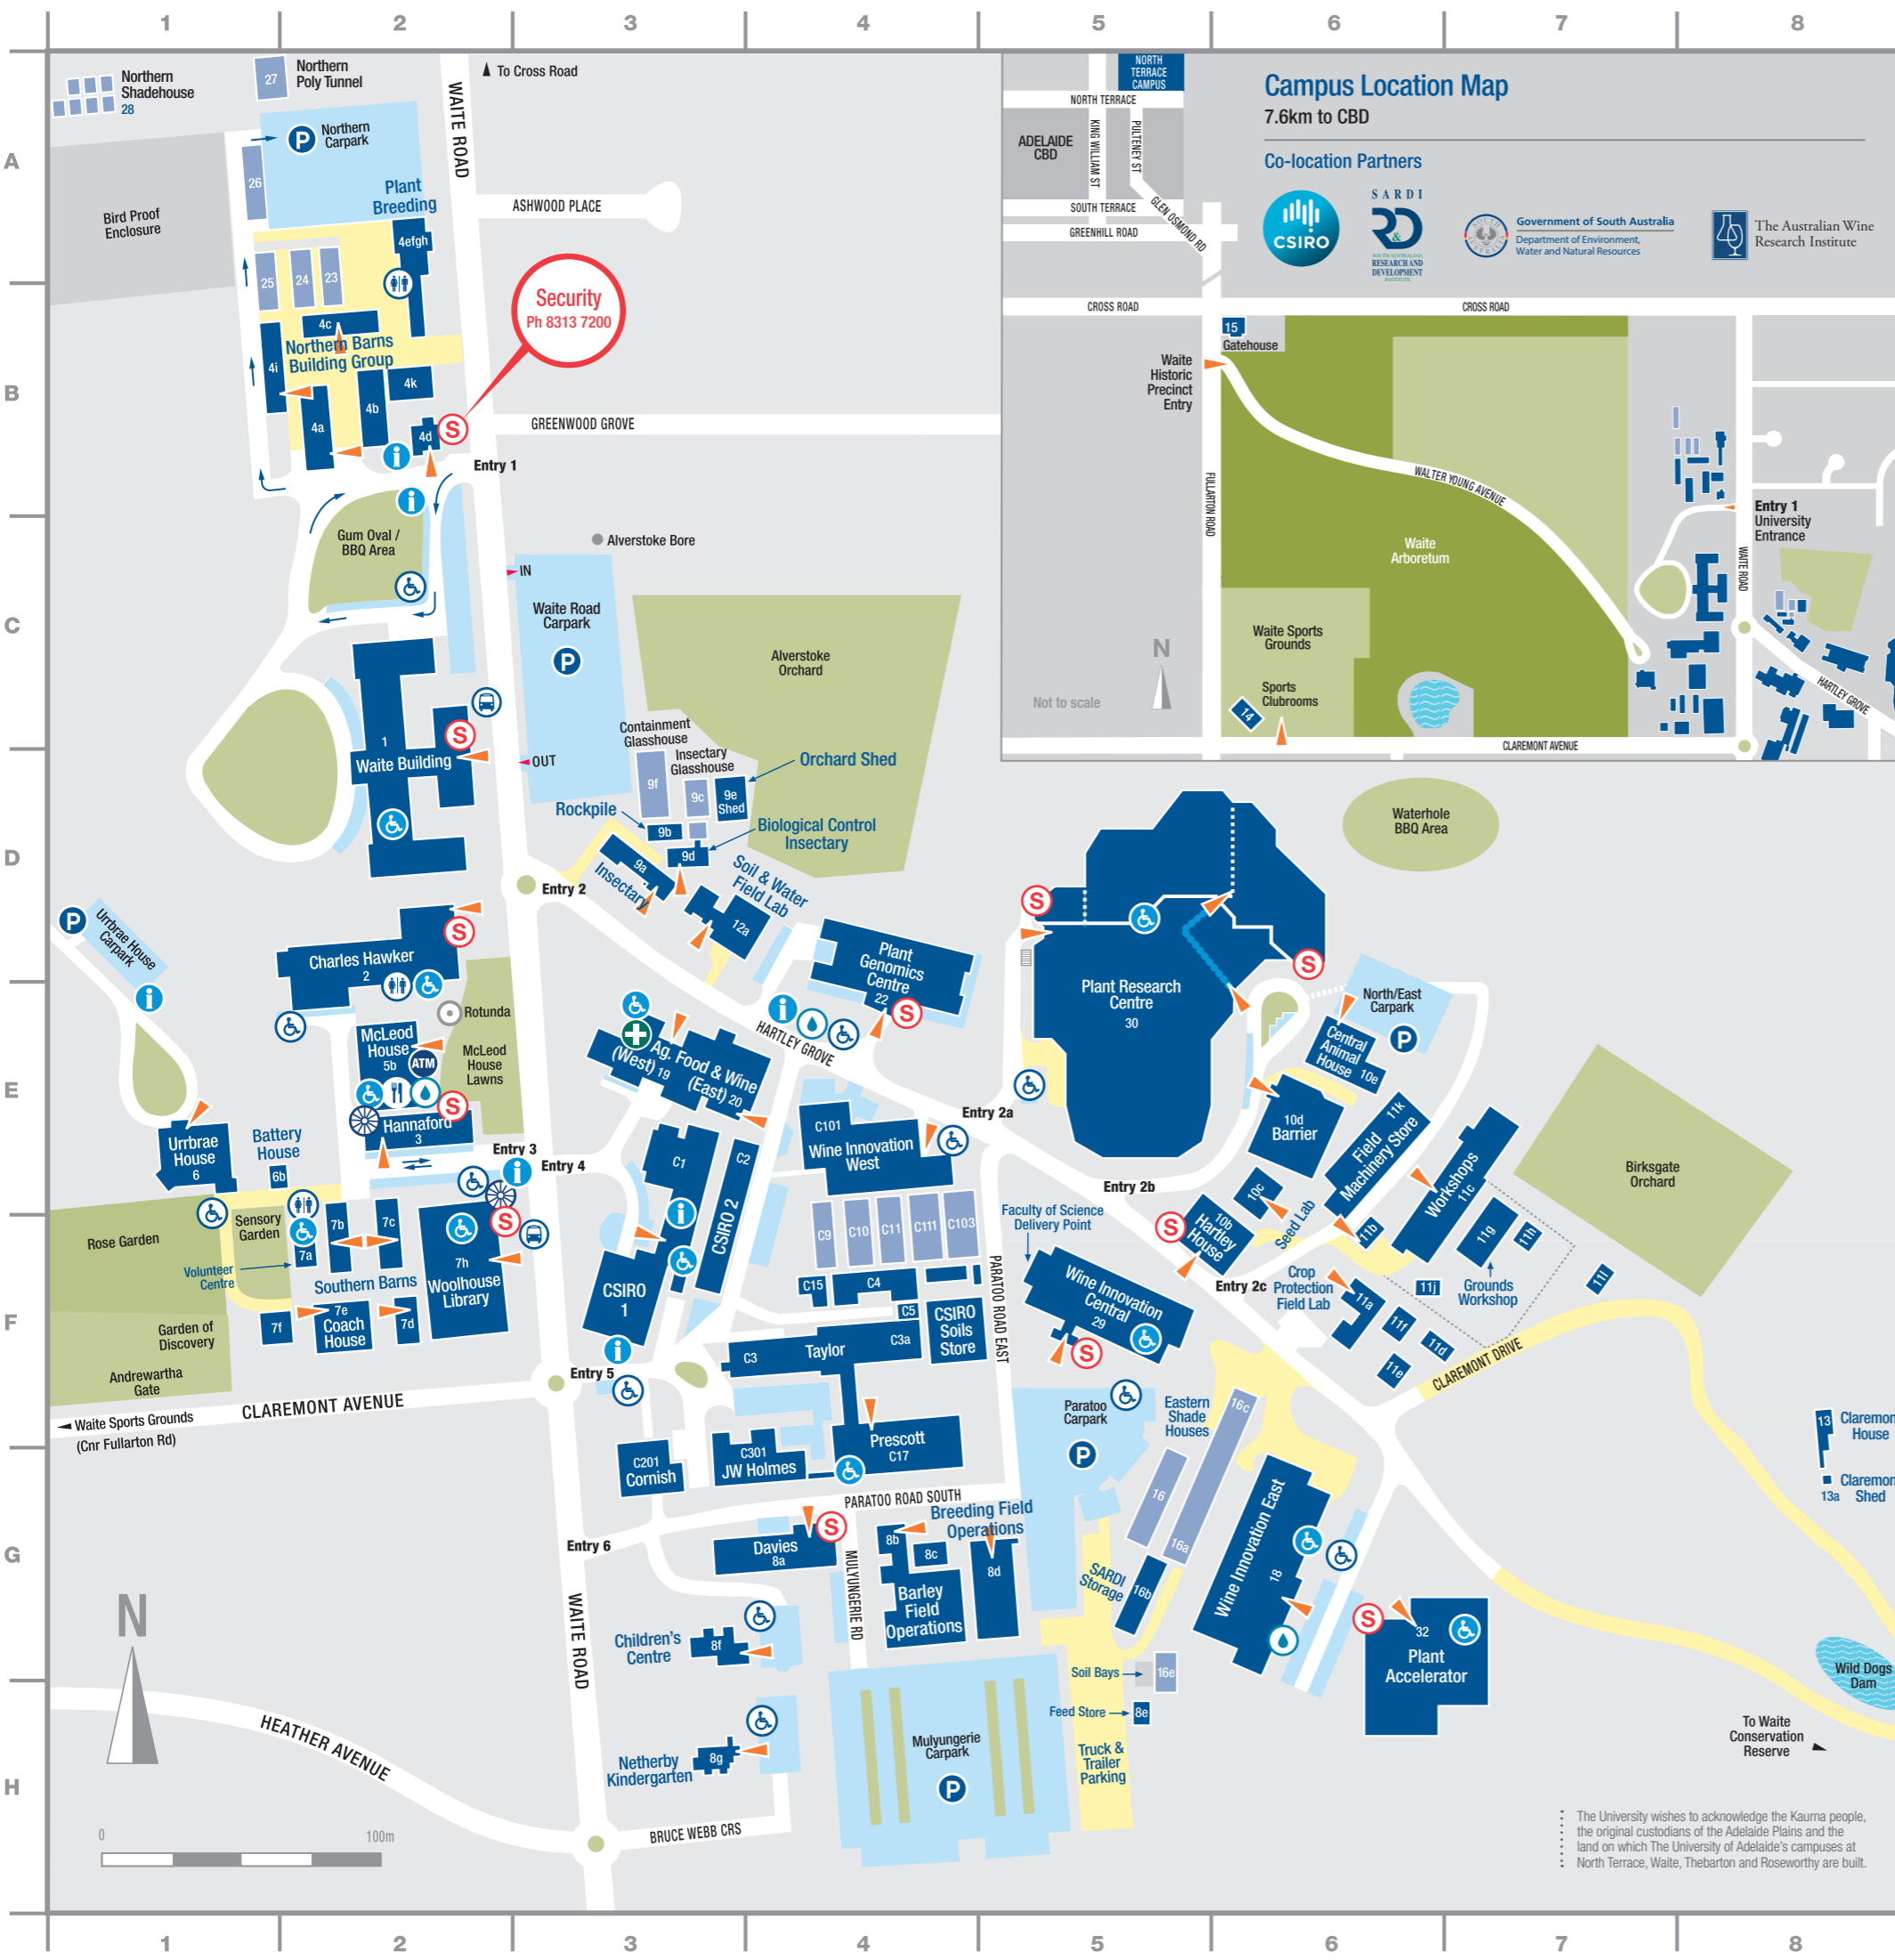 1 2 3 4 5 6 7 8
A
B
C
D
E
F
G
H
Northern
Shadehouse
28
27
Northern
Poly Tunnel
To Cross Road
WAITE ROAD
P
Northern
Carpark
26
Bird Proof
Enclosure
Plant
Breeding
4efgh
ASHWOOD PLACE
25
24
23
4c
Northern Barns
Building Group
4i
4a
4b
4k
4d
S
Security
Ph 8313 7200
GREENWOOD GROVE
i
Entry 1
i
Gum Oval /
BBQ Area
Alverstoke Bore
IN
Waite Road
Carpark
P
OUT
Alverstoke
Orchard
1
Waite Building
S
Containment
Glasshouse
Insectary
Glasshouse
9f
9c
9e
Shed
Orchard Shed
Rockpile
9b
9d
Biological Control
Insectary
9a
Insectary
Soil & Water
Field Lab
12a
Entry 2
P
Urrbrae House
Carpark
i
Charles Hawker
2
S
Rotunda
McLeod
House
5b
ATM
McLeod
House
Lawns
S
Hannaford
3
Urrbrae
House
6
Battery
House
6b
Entry 3
i
Entry 4
Plant
Genomics
Centre
22
S
i
HARTLEY GROVE
Ag. Food & Wine
(West) 19
(East) 20
C101
Wine Innovation
West
Entry 2a
Plant Research
Centre
30
S
S
Waterhole
BBQ Area
North/East
Carpark
P
Central
Animal
House 10e
10d
Barrier
11k
Field
Machinery Store
Workshops
11c
Birksgate
Orchard
Entry 2b
10c
Seed Lab
10b
Hartley
House
S
11b
11g
11h
Grounds
Workshop
11j
11l
Entry 2c
Crop
Protection
Field Lab
11a
11f
11d
11e
CLAREMONT DRIVE
Rose Garden
Sensory
Garden
Volunteer
Centre
7a
7b
7c
Southern Barns
7h
Woolhouse
Library
S
7f
7e
Coach
House
7d
Garden of
Discovery
Andrewartha
Gate
Waite Sports Grounds
(Cnr Fullarton Rd)
CLAREMONT AVENUE
Entry 5
C1
C2
i
CSIRO 2
CSIRO
1
i
C9
C10
C11
C111
C103
C15
C4
C5
CSIRO
Soils
Store
C3
Taylor
C3a
PARATOO ROAD EAST
Faculty of Science
Delivery Point
Wine Innovation
Central
29
S
Paratoo
Carpark
P
Eastern
Shade
Houses
16c
16
16a
13
Claremon
House
13a
Claremon
Shed
C201
Cornish
C301
JW Holmes
Prescott
C17
PARATOO ROAD SOUTH
Entry 6
Davies
8a
S
MULYUNGERIE RD
8b
8c
Breeding Field
Operations
8d
Barley
Field
Operations
SARDI
Storage
16b
Wine Innovation East
18
S
32
Plant
Accelerator
Wild Dogs
Dam
N
WAITE ROAD
Children's
Centre
8f
Soil Bays
16e
Feed Store
8e
Truck &
Trailer
Parking
HEATHER AVENUE
Netherby
Kindergarten
8g
Mulyungerie
Carpark
P
BRUCE WEBB CRS
0 100m
To Waite
Conservation
Reserve
The University wishes to acknowledge the Kaurna people,
the original custodians of the Adelaide Plains and the
land on which The University of Adelaide's campuses at
North Terrace, Waite, Thebarton and Roseworthy are built.
NORTH
TERRACE
CAMPUS
NORTH TERRACE
ADELAIDE
CBD
KING WILLIAM ST
PULTENEY ST
SOUTH TERRACE
GREENHILL ROAD
GLEN OSMOND RD
Campus Location Map
7.6km to CBD
Co-location Partners
CSIRO
SARDI
RD
&
SOUTH AUSTRALIAN
RESEARCH AND
DEVELOPMENT
INSTITUTE
SOUTH
AUSTRALIA
Government of South Australia
Department of Environment,
Water and Natural Resources
The Australian Wine
Research Institute
CROSS ROAD
CROSS ROAD
15
Gatehouse
Waite
Historic
Precinct
Entry
WALTER YOUNG AVENUE
FULLARTON ROAD
Waite
Arboretum
Entry 1
University
Entrance
WAITE ROAD
Waite Sports
Grounds
Sports
Clubrooms
14
N
Not to scale
HARTLEY GROVE
CLAREMONT AVENUE
1 2 3 4 5 6 7 8